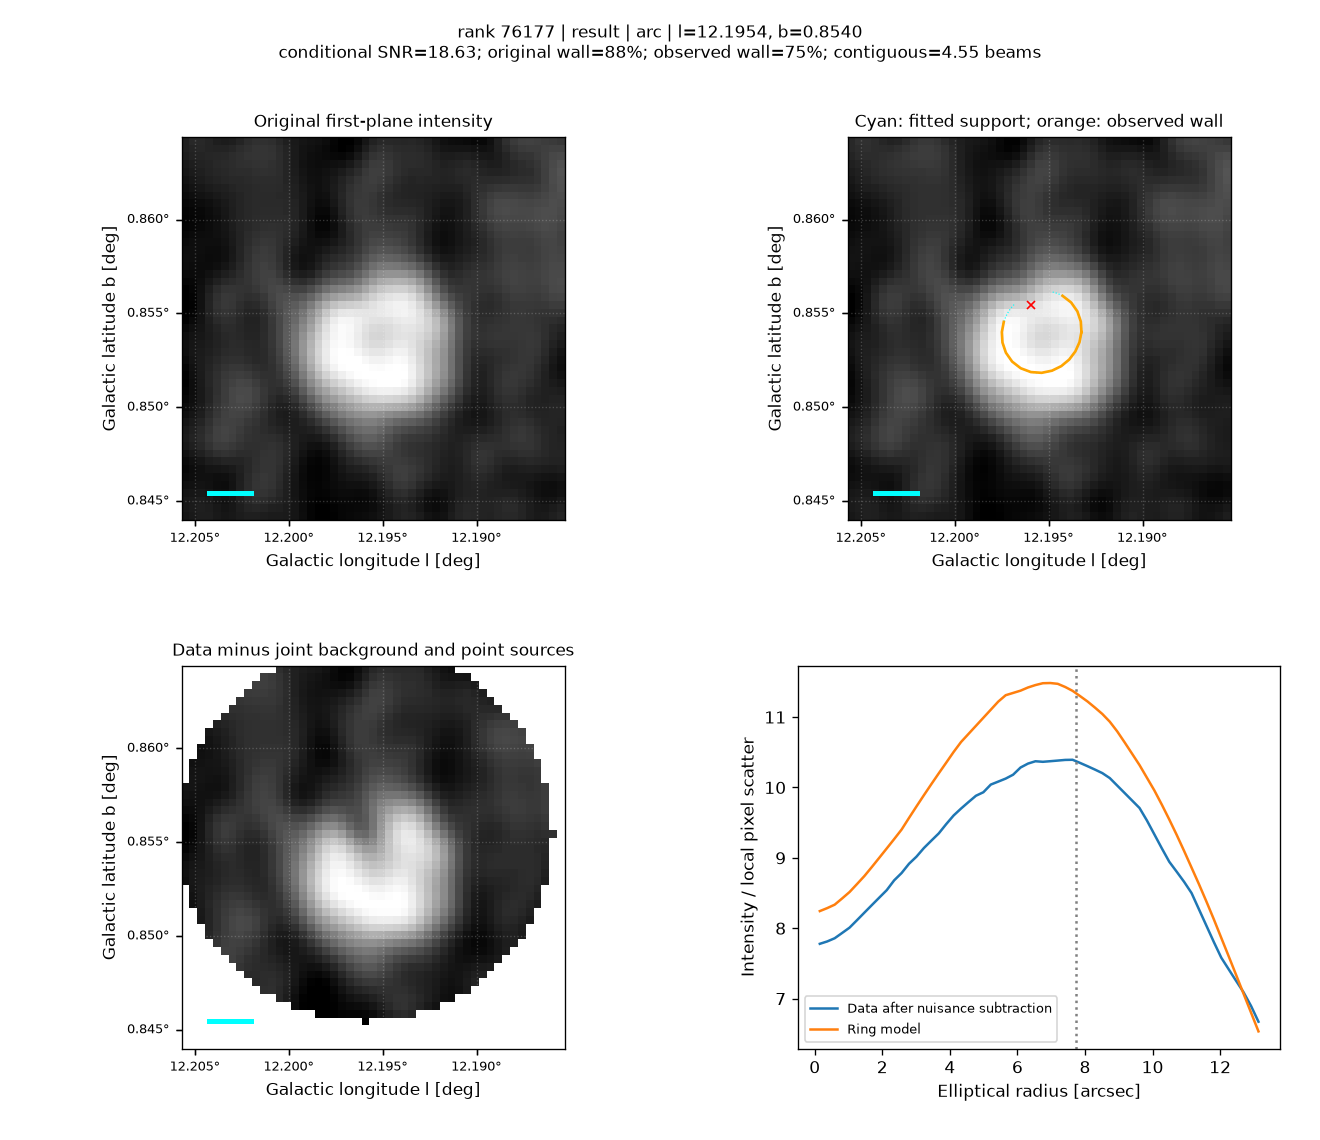 rank 76177 | result | arc | l=12.1954, b=0.8540
conditional SNR=18.63; original wall=88%; observed wall=75%; contiguous=4.55 beams
Original first-plane intensity
0.860°
0.855°
0.850°
0.845°
12.205°
12.200°
12.195°
12.190°
Galactic latitude b [deg]
Galactic longitude l [deg]
Cyan: fitted support; orange: observed wall
0.860°
0.855°
0.850°
0.845°
12.205°
12.200°
12.195°
12.190°
Galactic latitude b [deg]
Galactic longitude l [deg]
Data minus joint background and point sources
0.860°
0.855°
0.850°
0.845°
12.205°
12.200°
12.195°
12.190°
Galactic latitude b [deg]
Galactic longitude l [deg]
11
10
9
8
7
0
2
4
6
8
10
12
Intensity / local pixel scatter
Elliptical radius [arcsec]
Data after nuisance subtraction
Ring model